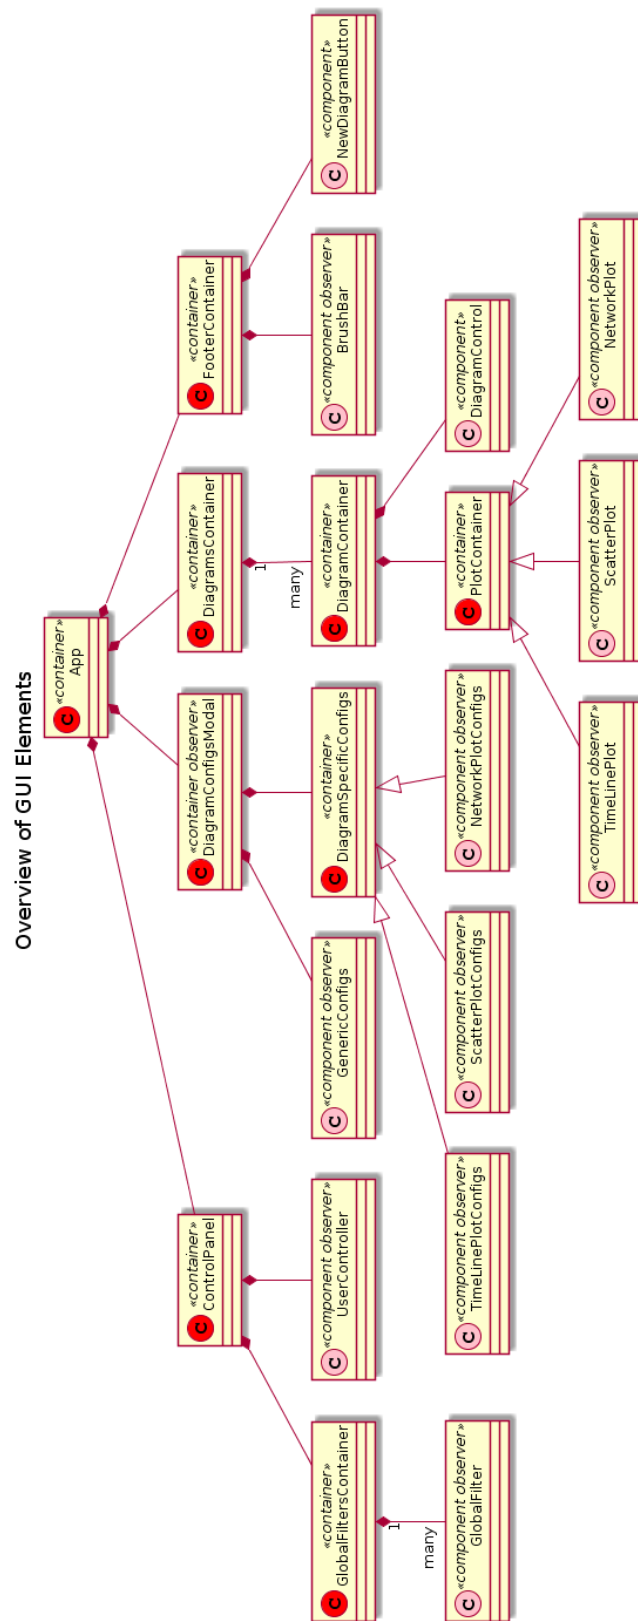 Overview of GUI Elements
C «container»
App
C «container»
ControlPanel
C «container observer»
DiagramConfigsModal
C «container»
DiagramsContainer
C «container»
FooterContainer
1
many
C «container»
GlobalFiltersContainer
C «component observer»
UserController
C «component observer»
GenericConfigs
C «container»
DiagramSpecificConfigs
C «container»
DiagramContainer
C «component observer»
BrushBar
C «component»
NewDiagramButton
1
many
C «component observer»
GlobalFilter
C «component observer»
TimeLinePlotConfigs
C «component observer»
ScatterPlotConfigs
C «component observer»
NetworkPlotConfigs
C «container»
PlotContainer
C «component»
DiagramControl
C «component observer»
TimeLinePlot
C «component observer»
ScatterPlot
C «component observer»
NetworkPlot